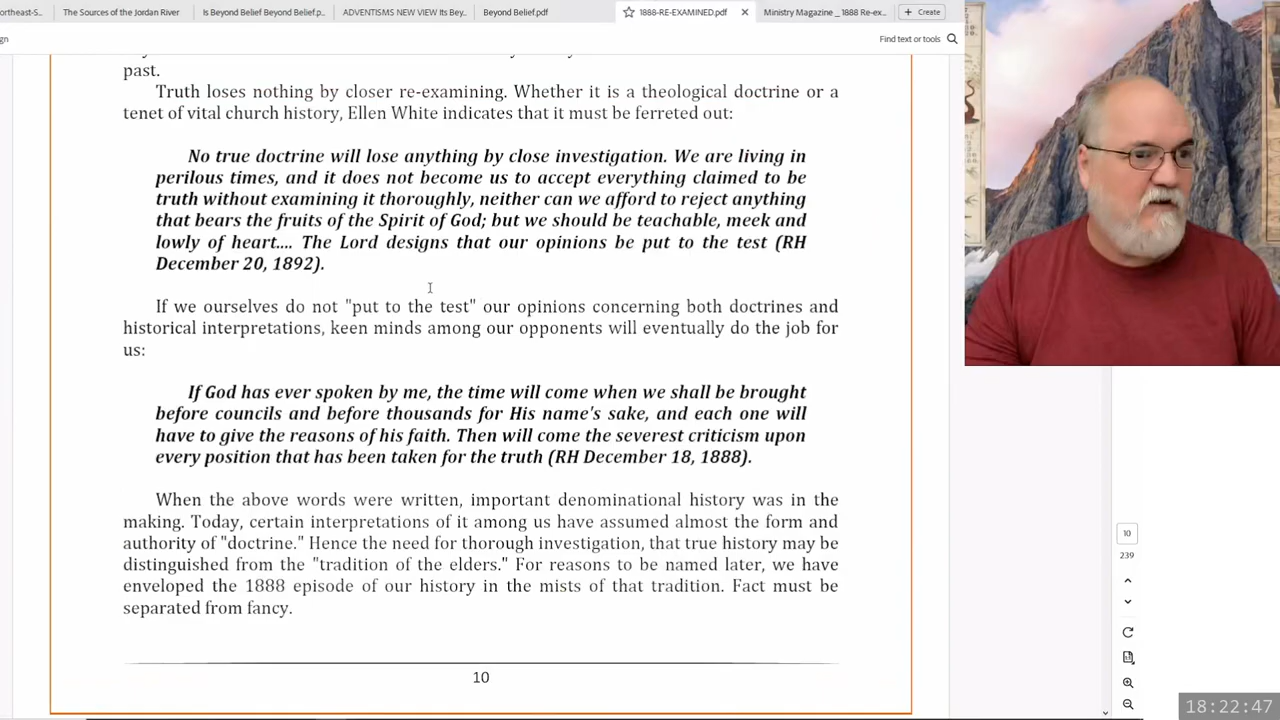 ortheast-S...
The Sources of the Jordan River
Is Beyond Belief Beyond Belief.p...
ADVENTISMS NEW VIEW Its Bey...
Beyond Belief.pdf
1888-RE-EXAMINED.pdf
Ministry Magazine _ 1888 Re-ex...
Create
gn
Find text or tools
past.
Truth loses nothing by closer re-examining. Whether it is a theological doctrine or a
tenet of vital church history, Ellen White indicates that it must be ferreted out:
No true doctrine will lose anything by close investigation. We are living in
perilous times, and it does not become us to accept everything claimed to be
truth without examining it thoroughly, neither can we afford to reject anything
that bears the fruits of the Spirit of God; but we should be teachable, meek and
lowly of heart.... The Lord designs that our opinions be put to the test (RH
December 20, 1892).
If we ourselves do not "put to the test" our opinions concerning both doctrines and
historical interpretations, keen minds among our opponents will eventually do the job for
us:
If God has ever spoken by me, the time will come when we shall be brought
before councils and before thousands for His name's sake, and each one will
have to give the reasons of his faith. Then will come the severest criticism upon
every position that has been taken for the truth (RH December 18, 1888).
When the above words were written, important denominational history was in the
making. Today, certain interpretations of it among us have assumed almost the form and
authority of "doctrine." Hence the need for thorough investigation, that true history may be
distinguished from the "tradition of the elders." For reasons to be named later, we have
enveloped the 1888 episode of our history in the mists of that tradition. Fact must be
separated from fancy.
10
10
239
18:22:47